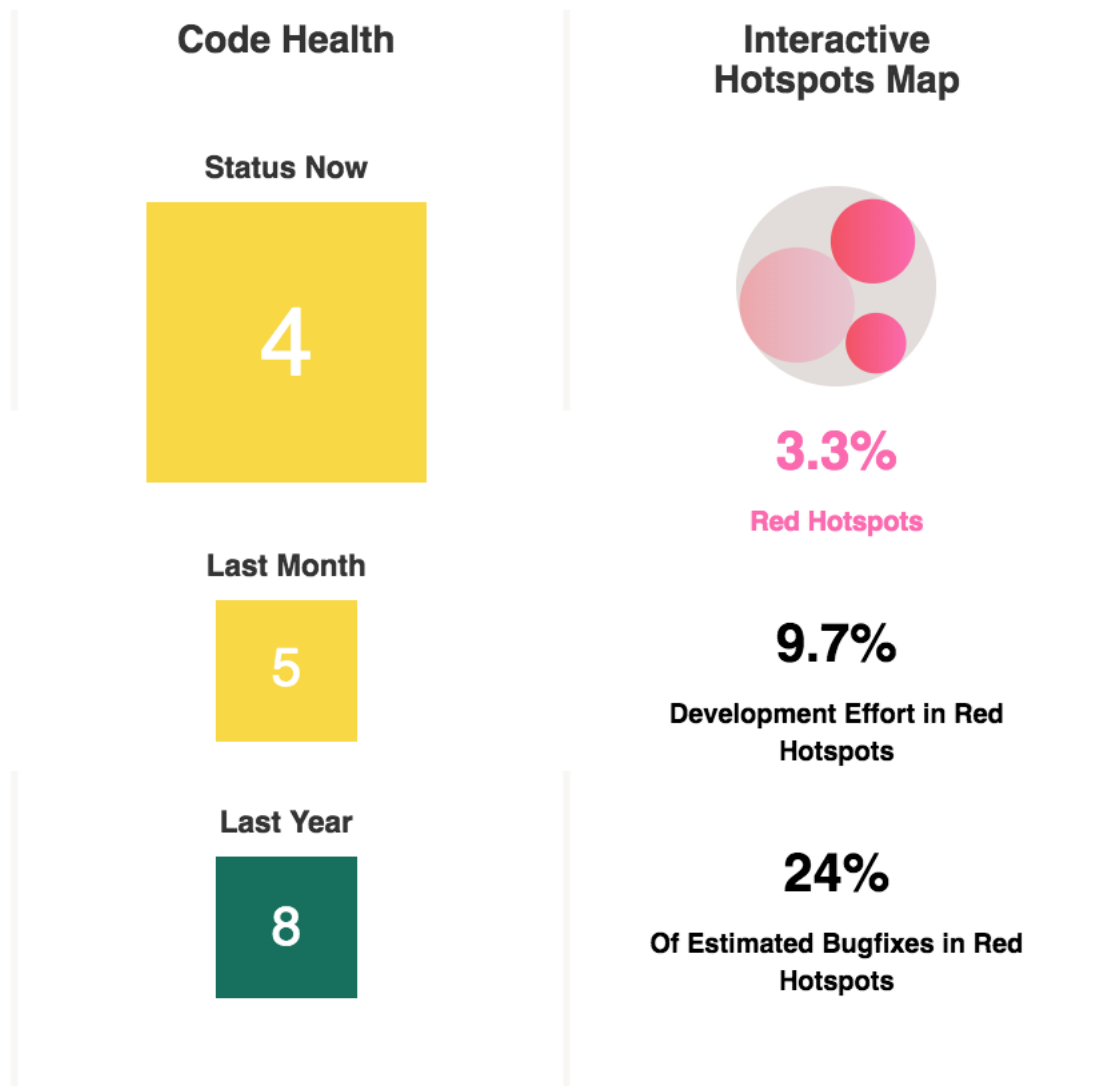 Code Health
Status Now
4
Last Month
5
Last Year
8
Interactive
Hotspots Map
3.3%
Red Hotspots
9.7%
Development Effort in Red
Hotspots
24%
Of Estimated Bugfixes in Red
Hotspots